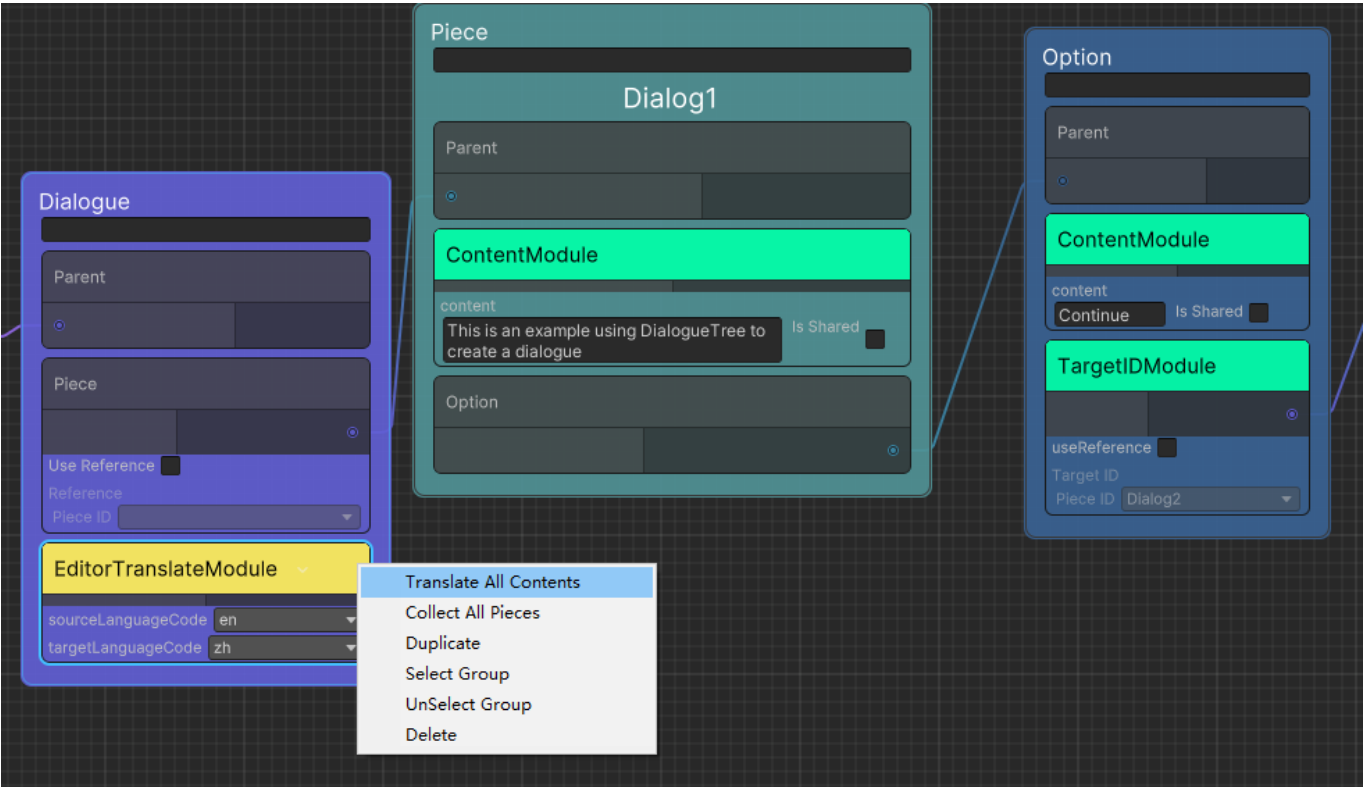 Dialogue
Parent
Piece
Use Reference
Reference
Piece ID
EditorTranslateModule
sourceLanguageCode en
targetLanguageCode zh
Translate All Contents
Collect All Pieces
Duplicate
Select Group
UnSelect Group
Delete
Piece
Dialog1
Parent
ContentModule
content
This is an example using DialogueTree to
create a dialogue
Is Shared
Option
Option
Parent
ContentModule
content
Continue
Is Shared
TargetIDModule
useReference
Target ID
Piece ID Dialog2